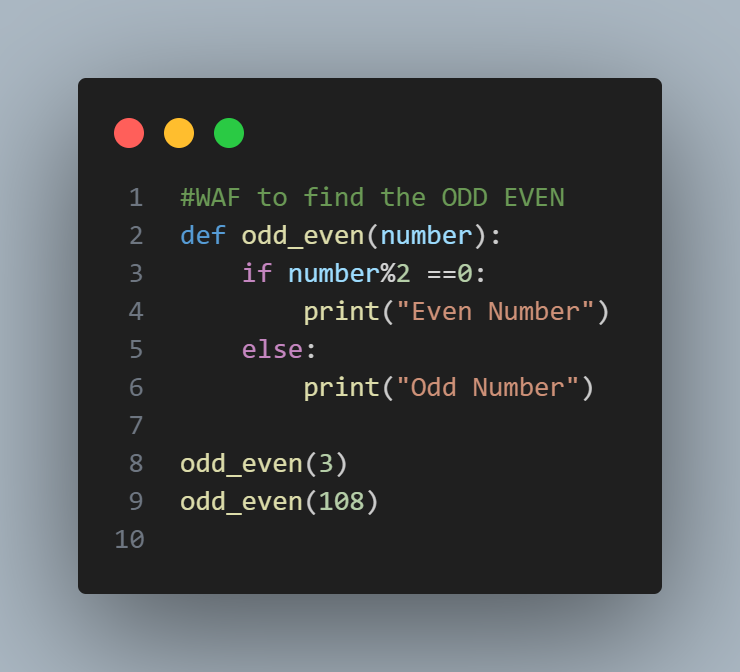 1 #WAF to find the ODD EVEN
2 def odd_even(number):
3     if number%2 ==0:
4         print("Even Number")
5     else:
6         print("Odd Number")
7
8 odd_even(3)
9 odd_even(108)
10